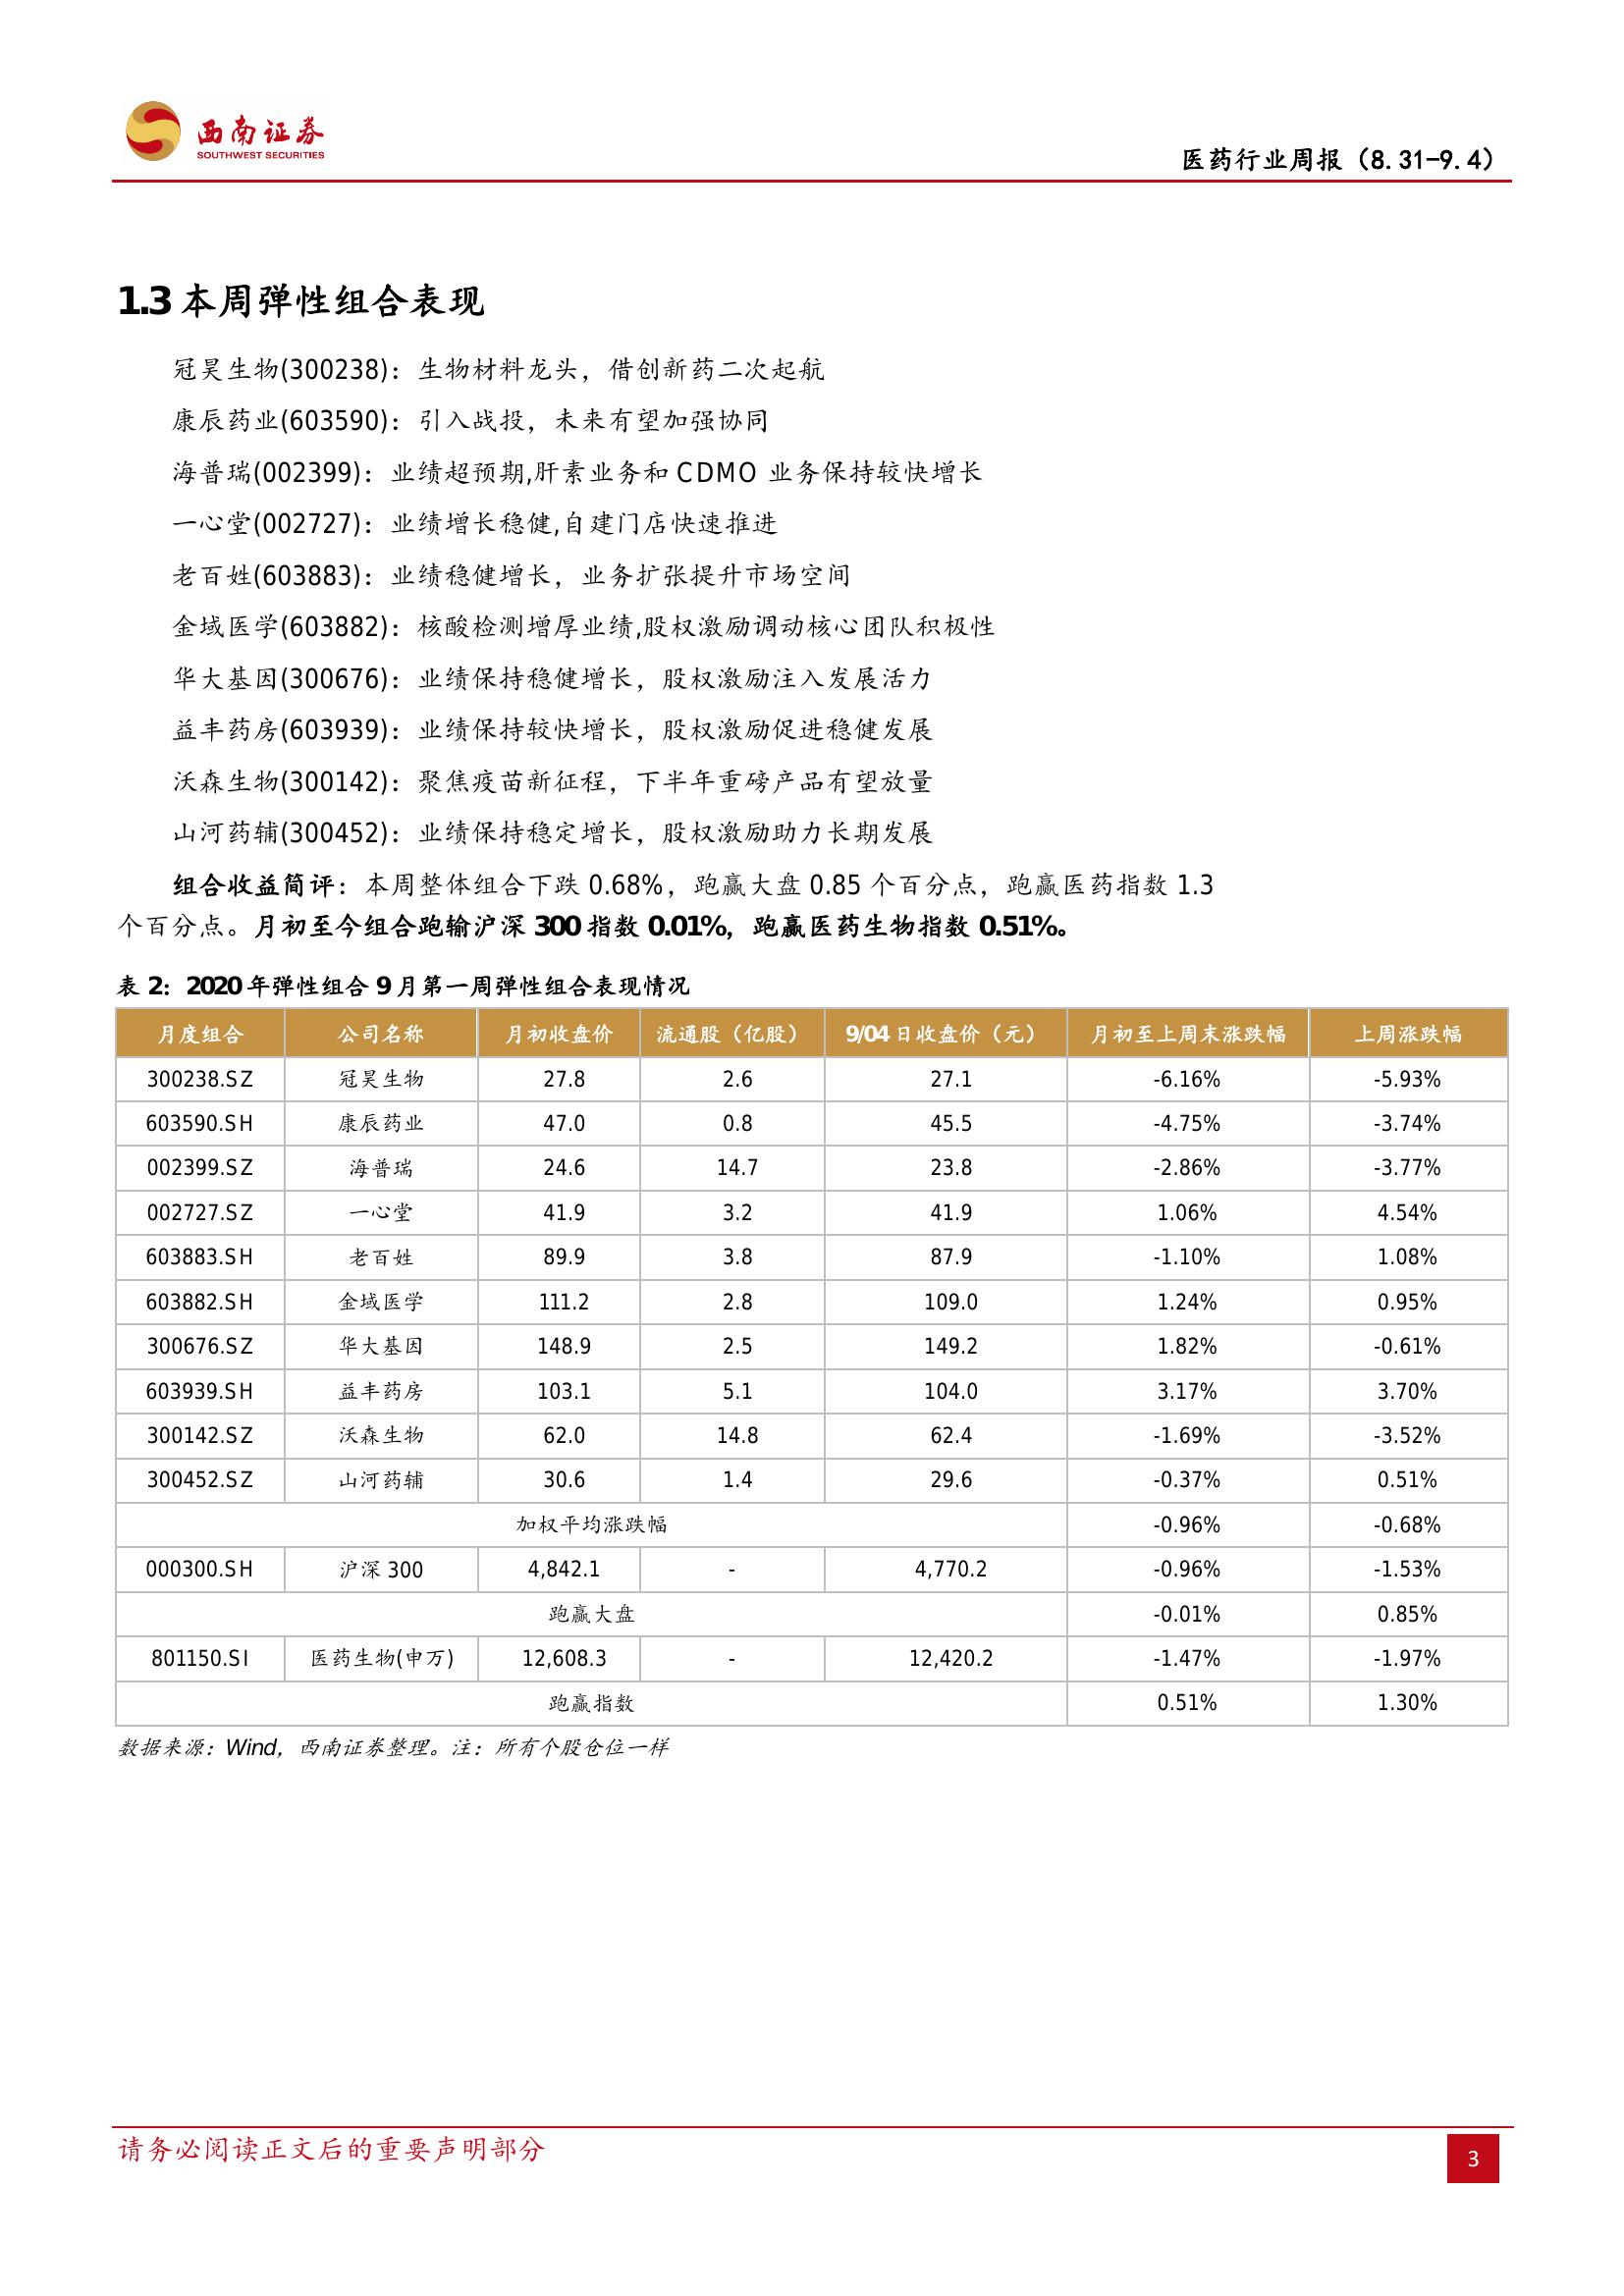 西南证券
SOUTHWEST SECURITIES
医药行业周报（8.31-9.4）
1.3 本周弹性组合表现
冠昊生物(300238)：生物材料龙头，借创新药二次起航
康辰药业(603590)：引入战投，未来有望加强协同
海普瑞(002399)：业绩超预期,肝素业务和 CDMO 业务保持较快增长
一心堂(002727)：业绩增长稳健,自建门店快速推进
老百姓(603883)：业绩稳健增长，业务扩张提升市场空间
金域医学(603882)：核酸检测增厚业绩,股权激励调动核心团队积极性
华大基因(300676)：业绩保持稳健增长，股权激励注入发展活力
益丰药房(603939)：业绩保持较快增长，股权激励促进稳健发展
沃森生物(300142)：聚焦疫苗新征程，下半年重磅产品有望放量
山河药辅(300452)：业绩保持稳定增长，股权激励助力长期发展
组合收益简评：本周整体组合下跌 0.68%，跑赢大盘 0.85 个百分点，跑赢医药指数 1.3
个百分点。月初至今组合跑输沪深 300 指数 0.01%，跑赢医药生物指数 0.51%。
表 2：2020 年弹性组合 9 月第一周弹性组合表现情况
月度组合 公司名称 月初收盘价 流通股（亿股） 9/04 日收盘价（元） 月初至上周末涨跌幅 上周涨跌幅
300238.SZ 冠昊生物 27.8 2.6 27.1 -6.16% -5.93%
603590.SH 康辰药业 47.0 0.8 45.5 -4.75% -3.74%
002399.SZ 海普瑞 24.6 14.7 23.8 -2.86% -3.77%
002727.SZ 一心堂 41.9 3.2 41.9 1.06% 4.54%
603883.SH 老百姓 89.9 3.8 87.9 -1.10% 1.08%
603882.SH 金域医学 111.2 2.8 109.0 1.24% 0.95%
300676.SZ 华大基因 148.9 2.5 149.2 1.82% -0.61%
603939.SH 益丰药房 103.1 5.1 104.0 3.17% 3.70%
300142.SZ 沃森生物 62.0 14.8 62.4 -1.69% -3.52%
300452.SZ 山河药辅 30.6 1.4 29.6 -0.37% 0.51%
加权平均涨跌幅 -0.96% -0.68%
000300.SH 沪深 300 4,842.1 - 4,770.2 -0.96% -1.53%
跑赢大盘 -0.01% 0.85%
801150.SI 医药生物(申万) 12,608.3 - 12,420.2 -1.47% -1.97%
跑赢指数 0.51% 1.30%
数据来源：Wind，西南证券整理。注：所有个股仓位一样
请务必阅读正文后的重要声明部分
3